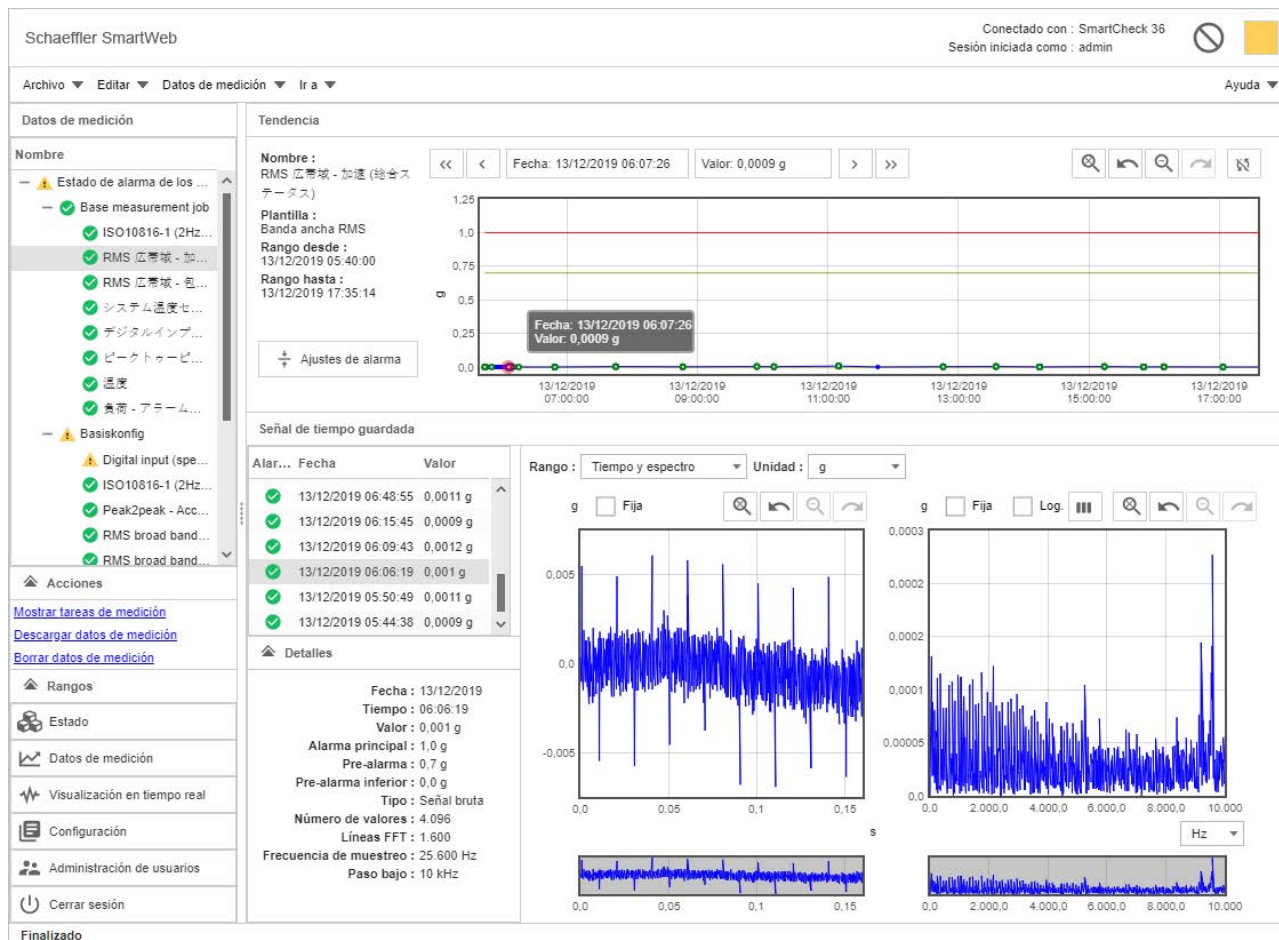 Schaeffler SmartWeb
Conectado con : SmartCheck 36
Sesión iniciada como : admin
Archivo Editar Datos de medición Ir a Ayuda
Datos de medición
Nombre
Estado de alarma de los ...
Base measurement job
ISO10816-1 (2Hz...
RMS 広帯域 - 加...
RMS 広帯域 - 包...
システム温度セ...
デジタルインプ...
ピークトゥーピ...
温度
負荷 - アラーム...
Basiskonfig
Digital input (spe...
ISO10816-1 (2Hz...
Peak2peak - Acc...
RMS broad band...
RMS broad band...
Acciones
Mostrar tareas de medición
Descargar datos de medición
Borrar datos de medición
Rangos
Estado
Datos de medición
Visualización en tiempo real
Configuración
Administración de usuarios
Cerrar sesión
Finalizado
Tendencia
Nombre :
RMS 広帯域 - 加速 (総合ス
テータス)
Plantilla :
Banda ancha RMS
Rango desde :
13/12/2019 05:40:00
Rango hasta :
13/12/2019 17:35:14
Ajustes de alarma
<< < Fecha: 13/12/2019 06:07:26 Valor: 0,0009 g > >>
1,25
1,0
0,75
g
0,5
0,25
0,0
Fecha: 13/12/2019 06:07:26
Valor: 0,0009 g
13/12/2019 13/12/2019 13/12/2019 13/12/2019 13/12/2019 13/12/2019
07:00:00 09:00:00 11:00:00 13:00:00 15:00:00 17:00:00
Señal de tiempo guardada
Alar... Fecha Valor
13/12/2019 06:48:55 0,0011 g
13/12/2019 06:15:45 0,0009 g
13/12/2019 06:09:43 0,0012 g
13/12/2019 06:06:19 0,001 g
13/12/2019 05:50:49 0,0011 g
13/12/2019 05:44:38 0,0009 g
Detalles
Fecha : 13/12/2019
Tiempo : 06:06:19
Valor : 0,001 g
Alarma principal : 1,0 g
Pre-alarma : 0,7 g
Pre-alarma inferior : 0,0 g
Tipo : Señal bruta
Número de valores : 4.096
Líneas FFT : 1.600
Frecuencia de muestreo : 25.600 Hz
Paso bajo : 10 kHz
Rango : Tiempo y espectro Unidad : g
g Fija
0,005
0,0
-0,005
0,0 0,05 0,1 0,15
s
0,0 0,05 0,1 0,15
g Fija Log.
0,0003
0,0002
0,0002
0,0001
0,00005
0,0
0,0 2.000,0 4.000,0 6.000,0 8.000,0 10.000
Hz
0,0 2.000,0 4.000,0 6.000,0 8.000,0 10.000